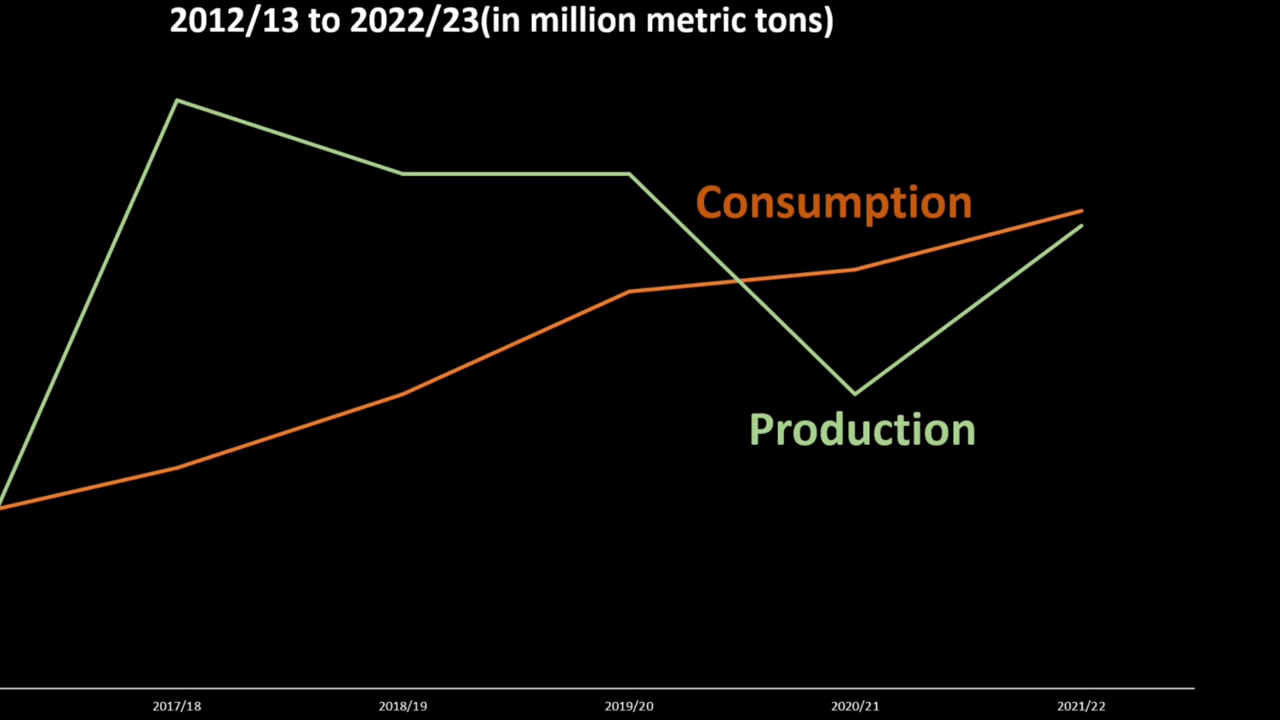 2012/13 to 2022/23(in million metric tons)
Consumption
Production
2017/18 2018/19 2019/20 2020/21 2021/22